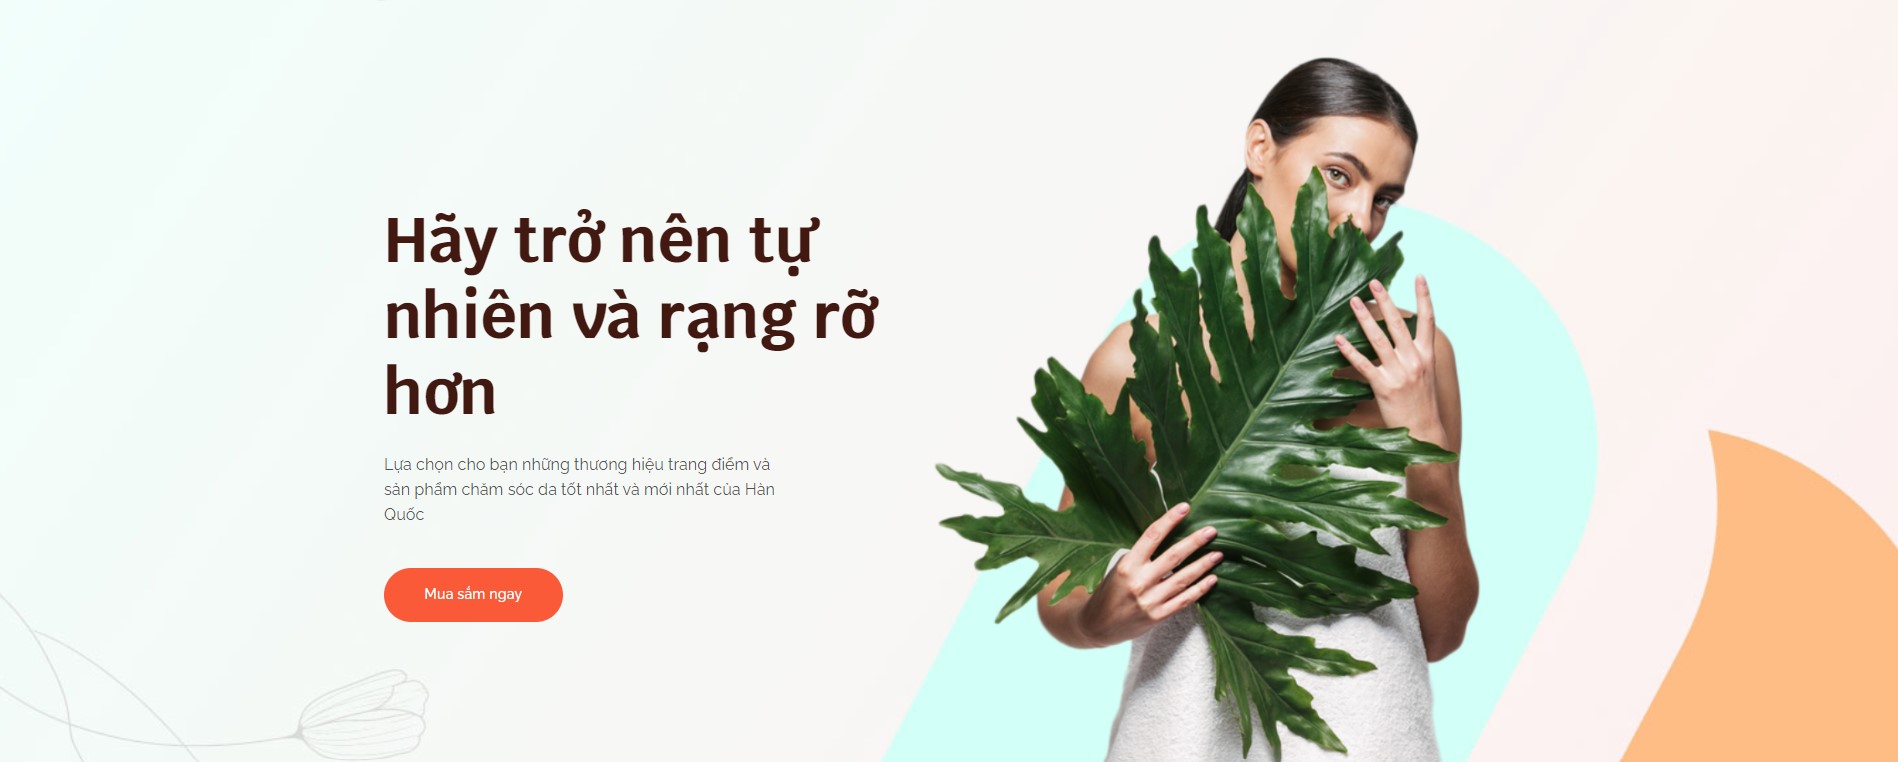 Hãy trở nên tự
nhiên và rạng rỡ
hơn
Lựa chọn cho bạn những thương hiệu trang điểm và
sản phẩm chăm sóc da tốt nhất và mới nhất của Hàn
Quốc
Mua sắm ngay